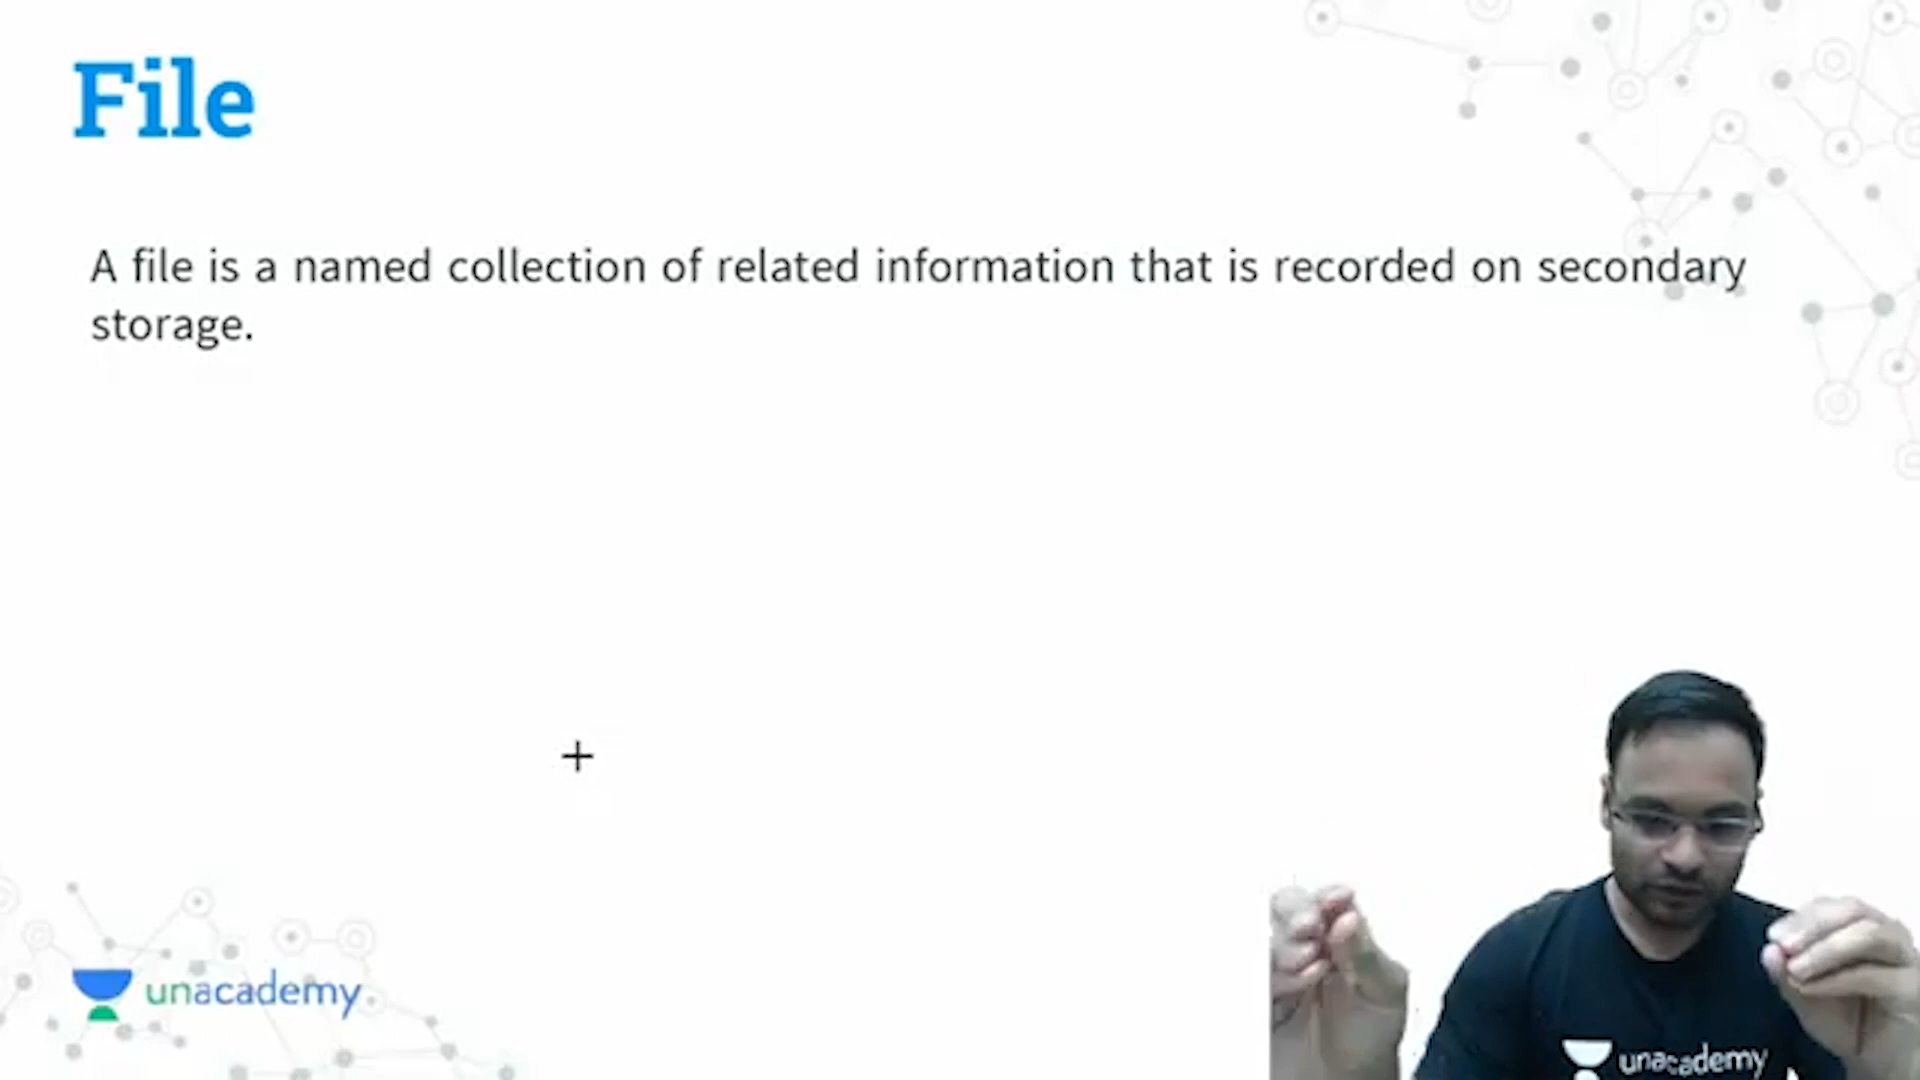 File
A file is a named collection of related information that is recorded on secondary
storage.
unacademy
unacademy